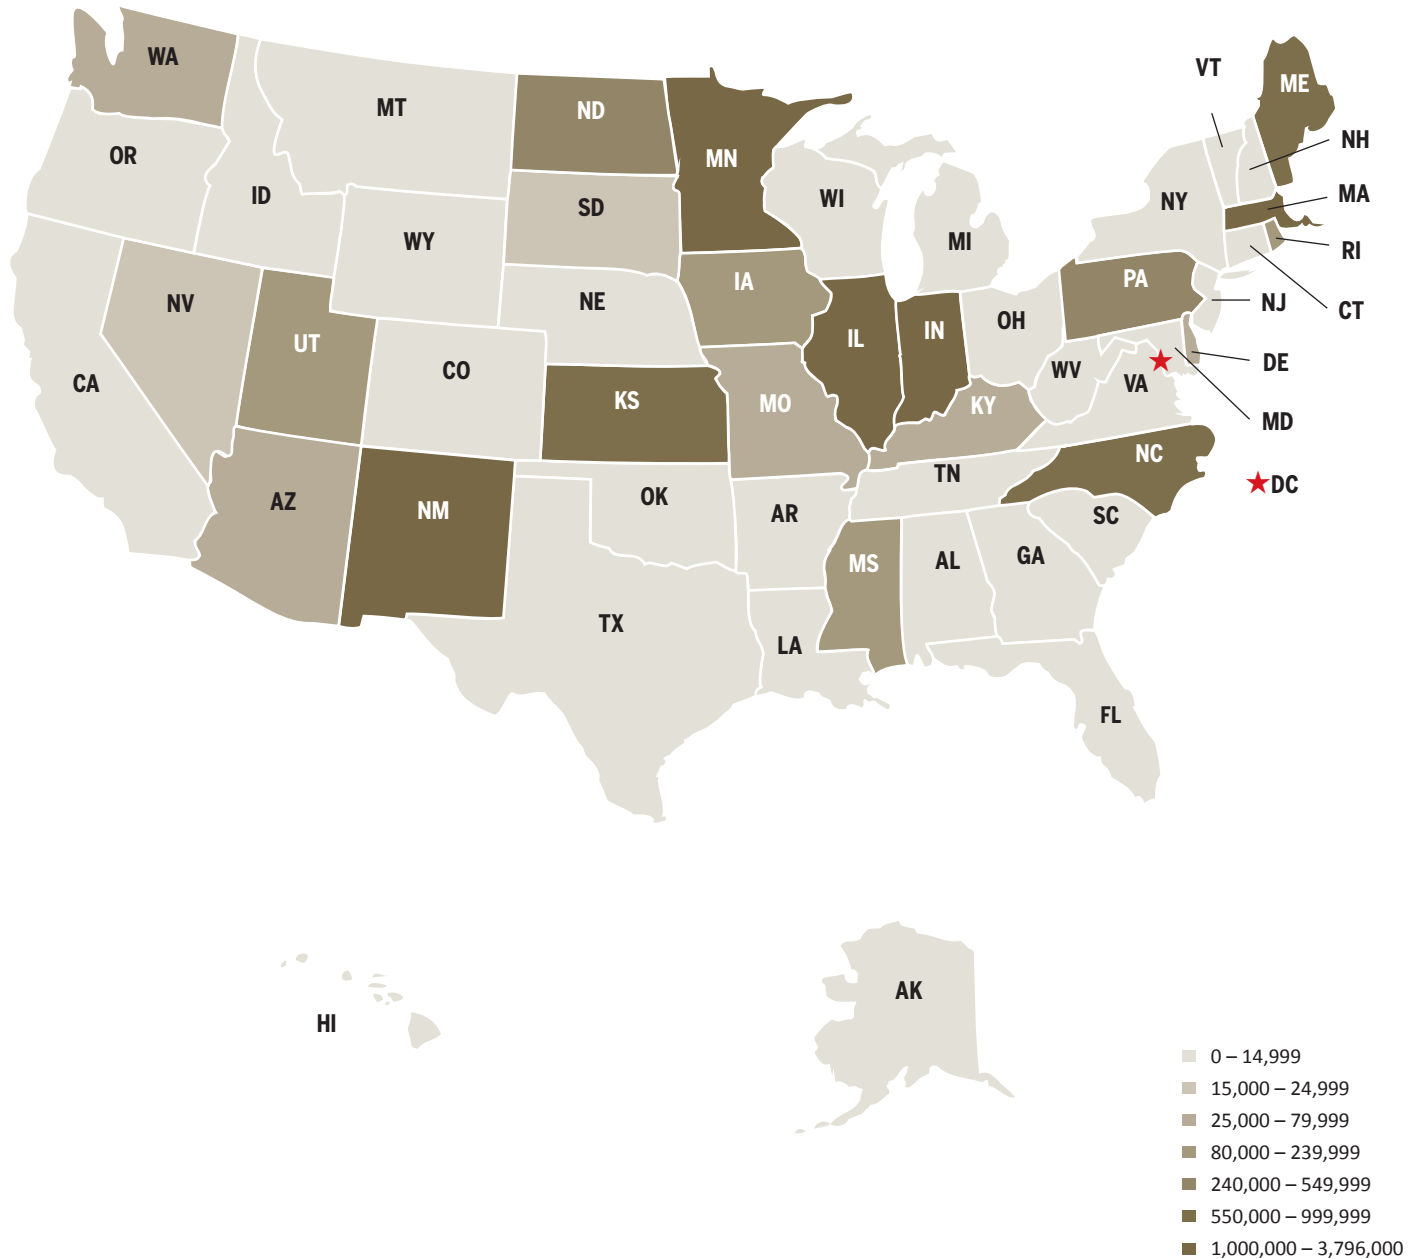 WA
MT
ND
MN
VT
ME
OR
ID
SD
WI
NH
MA
NY
WY
MI
RI
NV
NE
IA
PA
NJ
CT
UT
CO
IL
IN
OH
CA
WV
VA
DE
KS
MO
KY
MD
AZ
NM
OK
AR
TN
NC
DC
SC
MS
AL
GA
TX
LA
FL
AK
HI
0 – 14,999
15,000 – 24,999
25,000 – 79,999
80,000 – 239,999
240,000 – 549,999
550,000 – 999,999
1,000,000 – 3,796,000